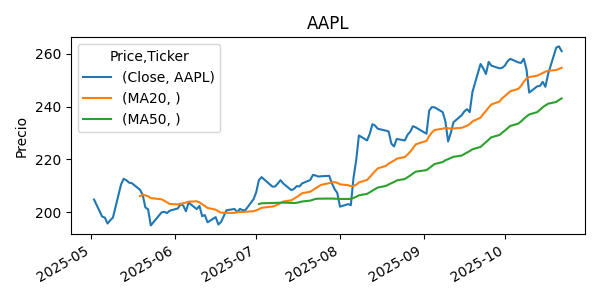 AAPL
Price,Ticker
(Close, AAPL)
(MA20, )
(MA50, )
Precio
260
240
220
200
2025-05
2025-06
2025-07
2025-08
2025-09
2025-10